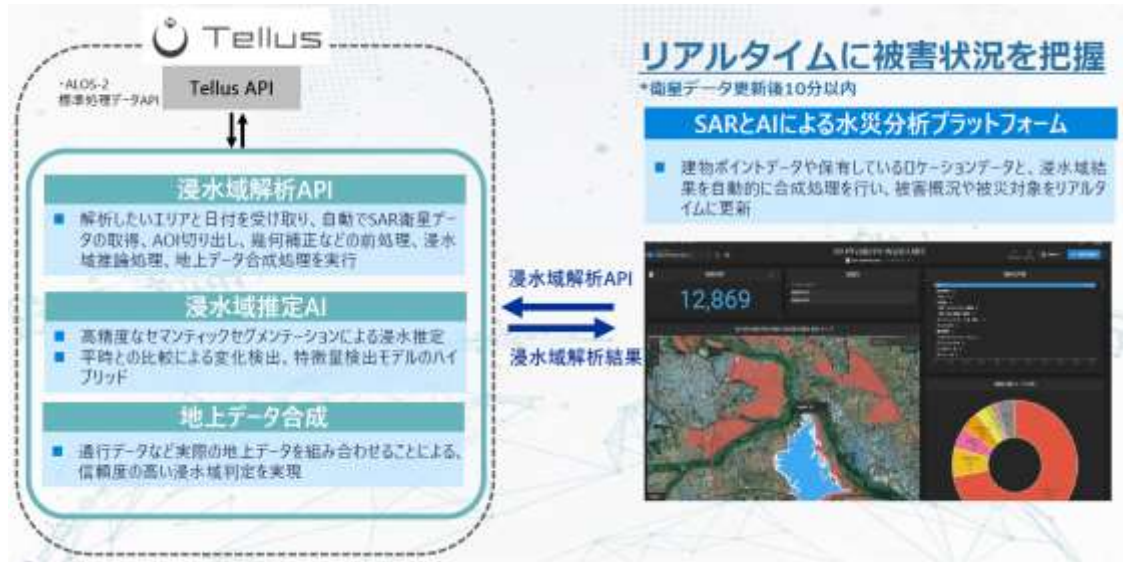 Tellus
・ALOS-2
標準処理データAPI
Tellus API
浸水域解析API
■ 解析したいエリアと日付を受け取り、自動でSAR衛星デー
タの取得、AOI切り出し、幾何補正などの前処理、浸水
域推論処理、地上データ合成処理を実行
浸水域推定AI
■ 高精度なセマンティックセグメンテーションによる浸水推定
■ 平時との比較による変化検出、特徴量検出モデルのハイ
ブリッド
地上データ合成
■ 通行データなど実際の地上データを組み合わせることによる、
信頼度の高い浸水域判定を実現
浸水域解析API
浸水域解析結果
リアルタイムに被害状況を把握
*衛星データ更新後10分以内
SARとAIによる水災分析プラットフォーム
■ 建物ポイントデータや保有しているロケーションデータと、浸水域結
果を自動的に合成処理を行い、被害概況や被災対象をリアルタ
イムに更新
12,869